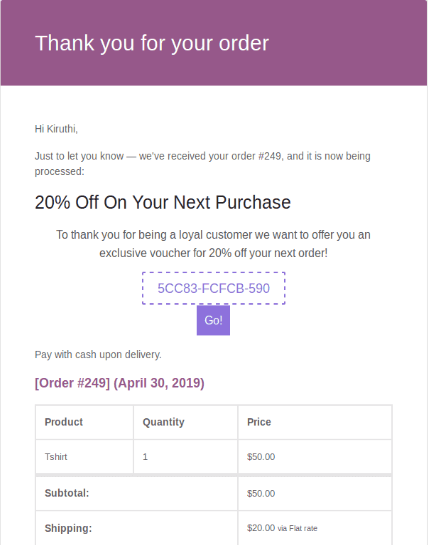 Thank you for your order
Hi Kiruthi,
Just to let you know — we've received your order #249, and it is now being
processed:
20% Off On Your Next Purchase
To thank you for being a loyal customer we want to offer you an
exclusive voucher for 20% off your next order!
5CC83-FCFCB-590
Go!
Pay with cash upon delivery.
[Order #249] (April 30, 2019)
Product Quantity Price
Tshirt 1 $50.00
Subtotal: $50.00
Shipping: $20.00 via Flat rate